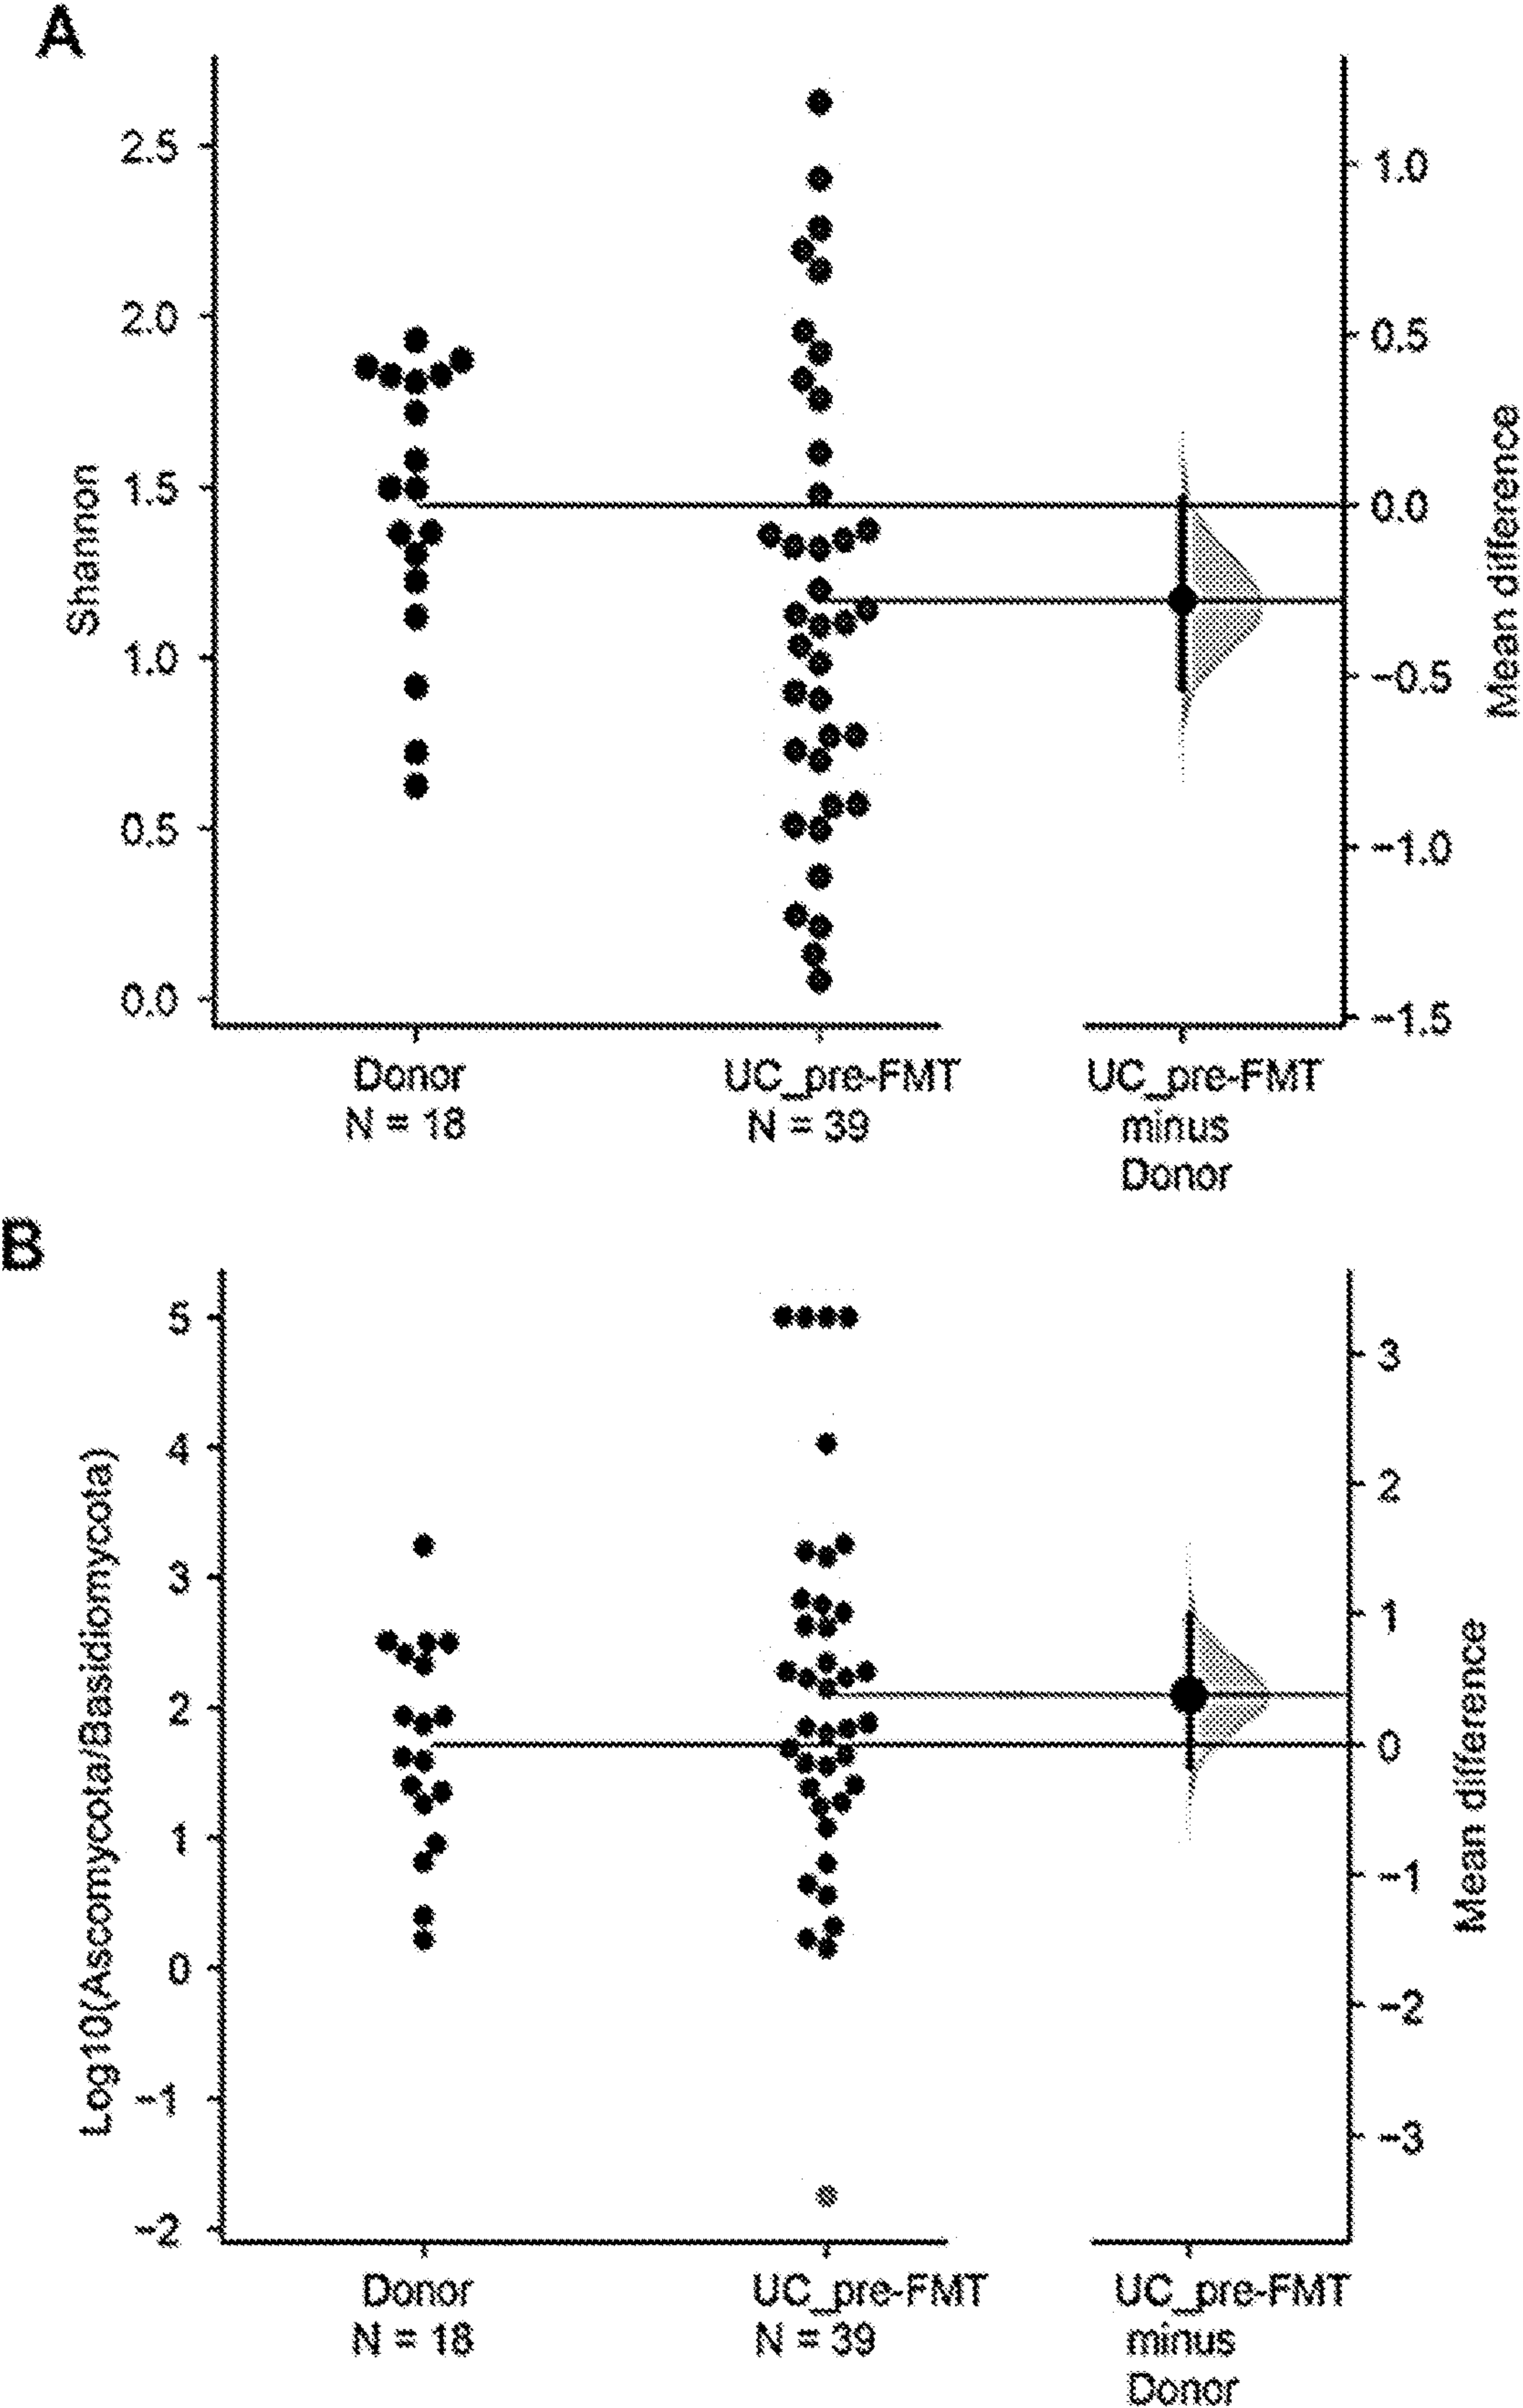 A
2.5
2.0
1.5
1.0
0.5
0.0
Shannon
1.0
0.5
0.0
−0.5
−1.0
−1.5
Mean difference
Donor
N = 18
UC_pre-FMT
N = 39
UC_pre-FMT
minus
Donor
B
5
4
3
2
1
0
−1
−2
Log10(Ascomycota/Basidiomycota)
3
2
1
0
−1
−2
−3
Mean difference
Donor
N = 18
UC_pre-FMT
N = 39
UC_pre-FMT
minus
Donor